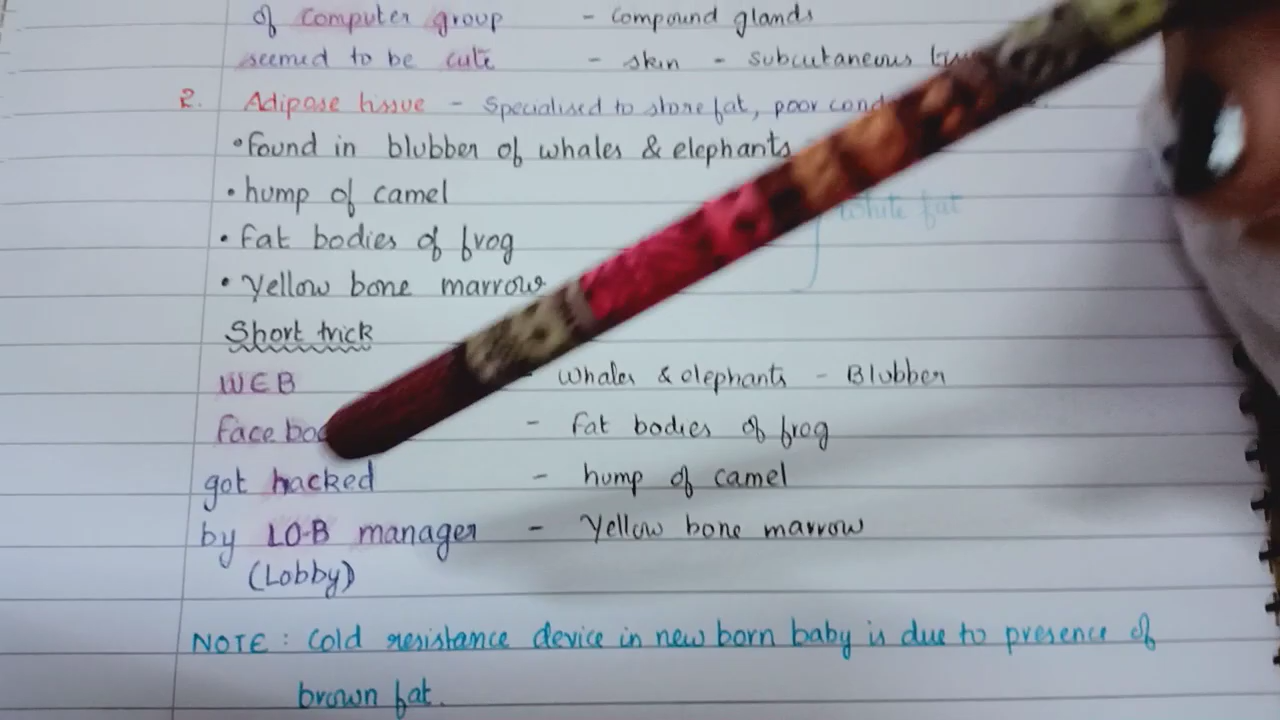 of computer group - compound glands
seemed to be cute - skin - subcutaneous
2. Adipose tissue - Specialised to store fat, poor
• found in blubber of whales & elephants
• hump of camel
white fat
• fat bodies of frog
• Yellow bone marrow
Short trick
WEB - whales & elephants - Blubber
face - fat bodies of frog
got hacked - hump of camel
by LO-B manager - Yellow bone marrow
(Lobby)
NOTE : Cold resistance device in new born baby is due to presence of
brown fat.